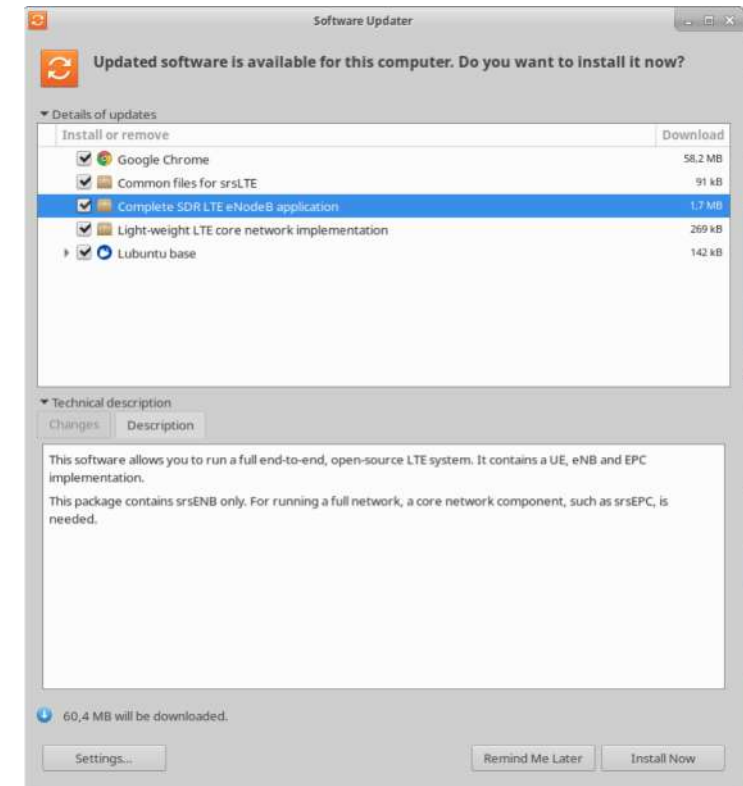 Software Updater
Updated software is available for this computer. Do you want to install it now?
Details of updates
Install or remove Download
Google Chrome 58,2 MB
Common files for srsLTE 91 kB
Complete SDR LTE eNodeB application 1,7 MB
Light-weight LTE core network implementation 269 kB
Lubuntu base 142 kB
Technical description
Changes Description
This software allows you to run a full end-to-end, open-source LTE system. It contains a UE, eNB and EPC
implementation.
This package contains srsENB only. For running a full network, a core network component, such as srsEPC, is
needed.
60,4 MB will be downloaded.
Settings... Remind Me Later Install Now